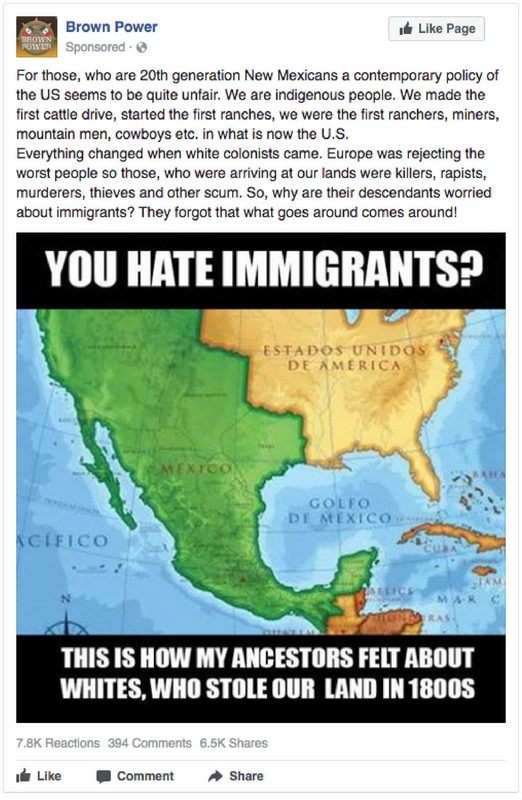 BROWN
POWER
Brown Power
Sponsored ·
Like Page
For those, who are 20th generation New Mexicans a contemporary policy of
the US seems to be quite unfair. We are indigenous people. We made the
first cattle drive, started the first ranches, we were the first ranchers, miners,
mountain men, cowboys etc. in what is now the U.S.
Everything changed when white colonists came. Europe was rejecting the
worst people so those, who were arriving at our lands were killers, rapists,
murderers, thieves and other scum. So, why are their descendants worried
about immigrants? They forgot that what goes around comes around!
YOU HATE IMMIGRANTS?
ESTADOS UNIDOS
DE AMÉRICA
MÉXICO
GOLFO
DE MÉXICO
BAHA
ACÍFICO
CUBA
BELICE
JAM
MAR C
HONDURAS
N
THIS IS HOW MY ANCESTORS FELT ABOUT
WHITES, WHO STOLE OUR LAND IN 1800S
7.8K Reactions 394 Comments 6.5K Shares
Like Comment Share